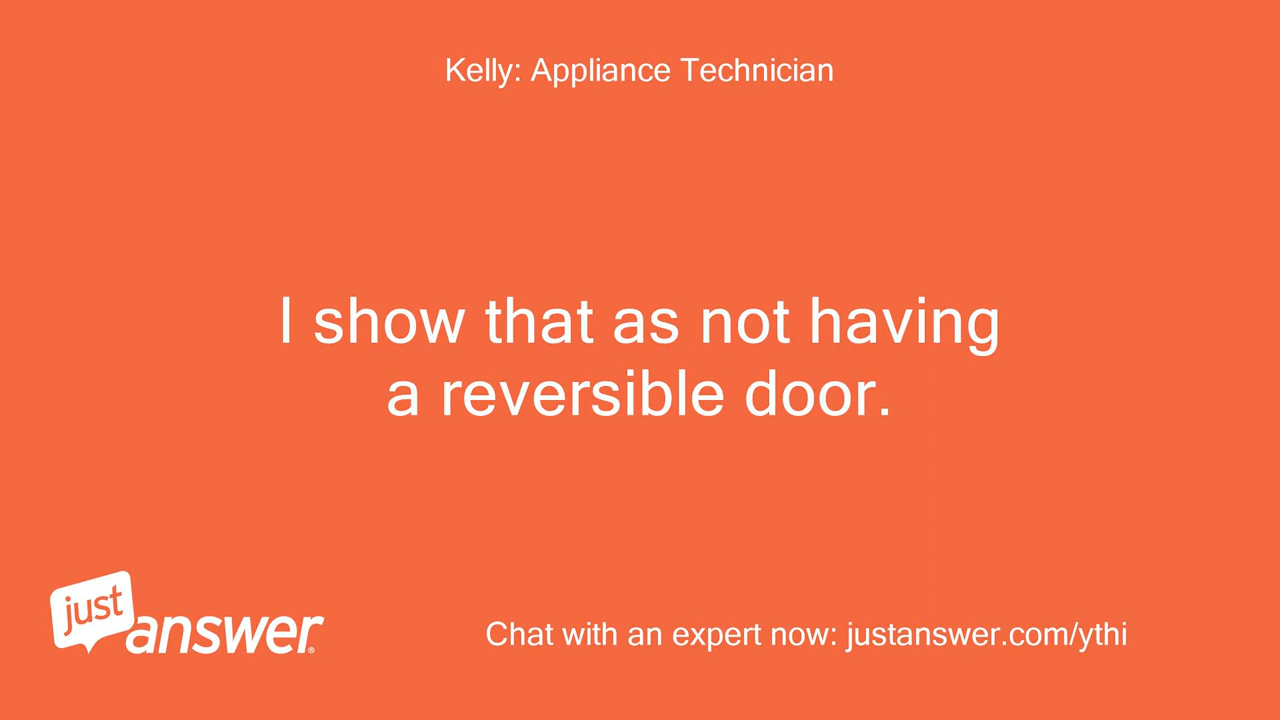 Kelly: Appliance Technician
I show that as not having
a reversible door.
just
answer®
Chat with an expert now: justanswer.com/ythi